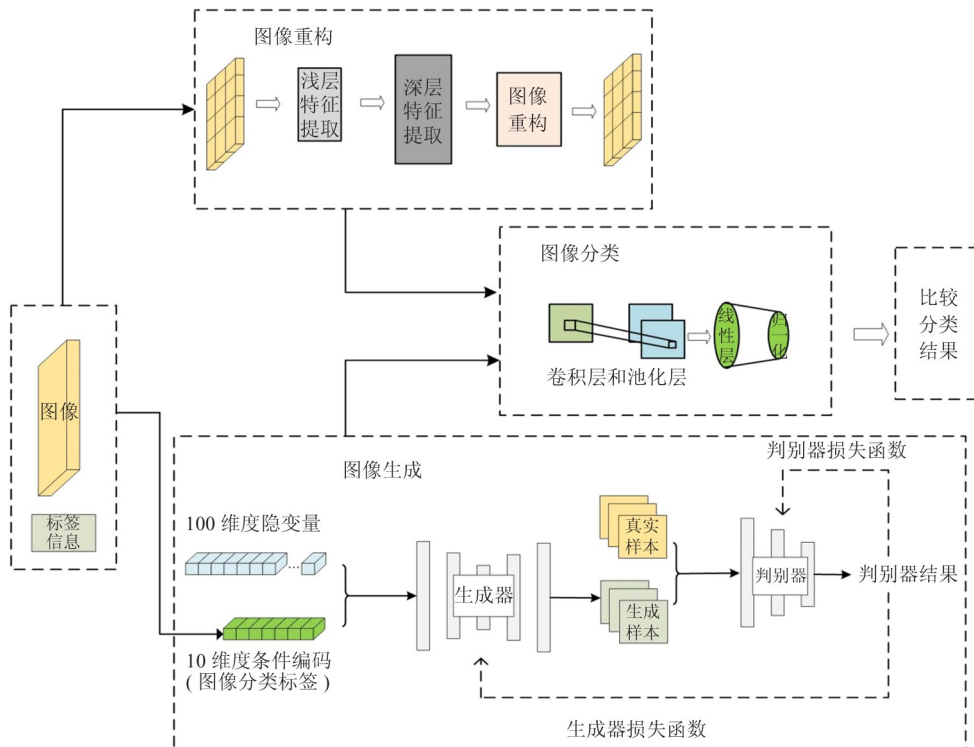 图像重构
浅层
特征
提取
深层
特征
提取
图像
重构
图像分类
线
性
层
归
一
化
卷积层和池化层
比较
分类
结果
图像
标签
信息
图像生成
100 维度隐变量
...
10 维度条件编码
( 图像分类标签 )
生成器
真实
样本
生成
样本
判别器损失函数
判别器
判别器结果
生成器损失函数